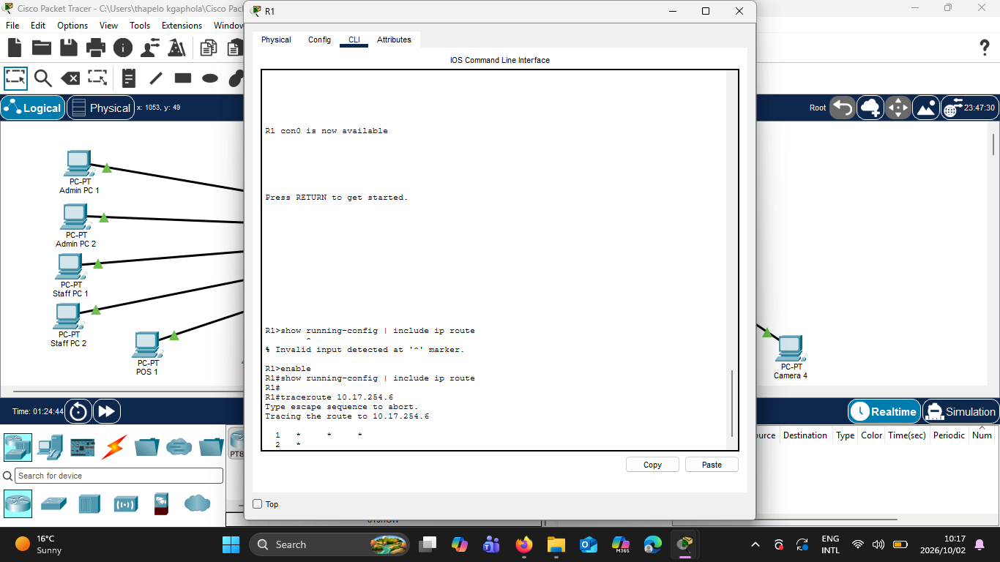 Cisco Packet Tracer - C:\Users\thapelo kgaphola\Cisco Pac
R1
File Edit Options View Tools Extensions Window
Physical Config CLI Attributes
IOS Command Line Interface
Logical Physical x: 1053, y: 49
Root 23:47:30
R1 con0 is now available
Press RETURN to get started.
R1>show running-config | include ip route
^
% Invalid input detected at '^' marker.
R1>enable
R1#show running-config | include ip route
R1#
R1#traceroute 10.17.254.6
Type escape sequence to abort.
Tracing the route to 10.17.254.6
1 * * *
2 *
Copy Paste
Top
PC-PT
Admin PC 1
PC-PT
Admin PC 2
PC-PT
Staff PC 1
PC-PT
Staff PC 2
PC-PT
POS 1
PC-PT
Camera 4
Time: 01:24:44
Realtime Simulation
Destination Type Color Time(sec) Periodic Num
Search for device
PT8
16°C
Sunny
Search
M365
ENG
INTL
10:17
2026/10/02